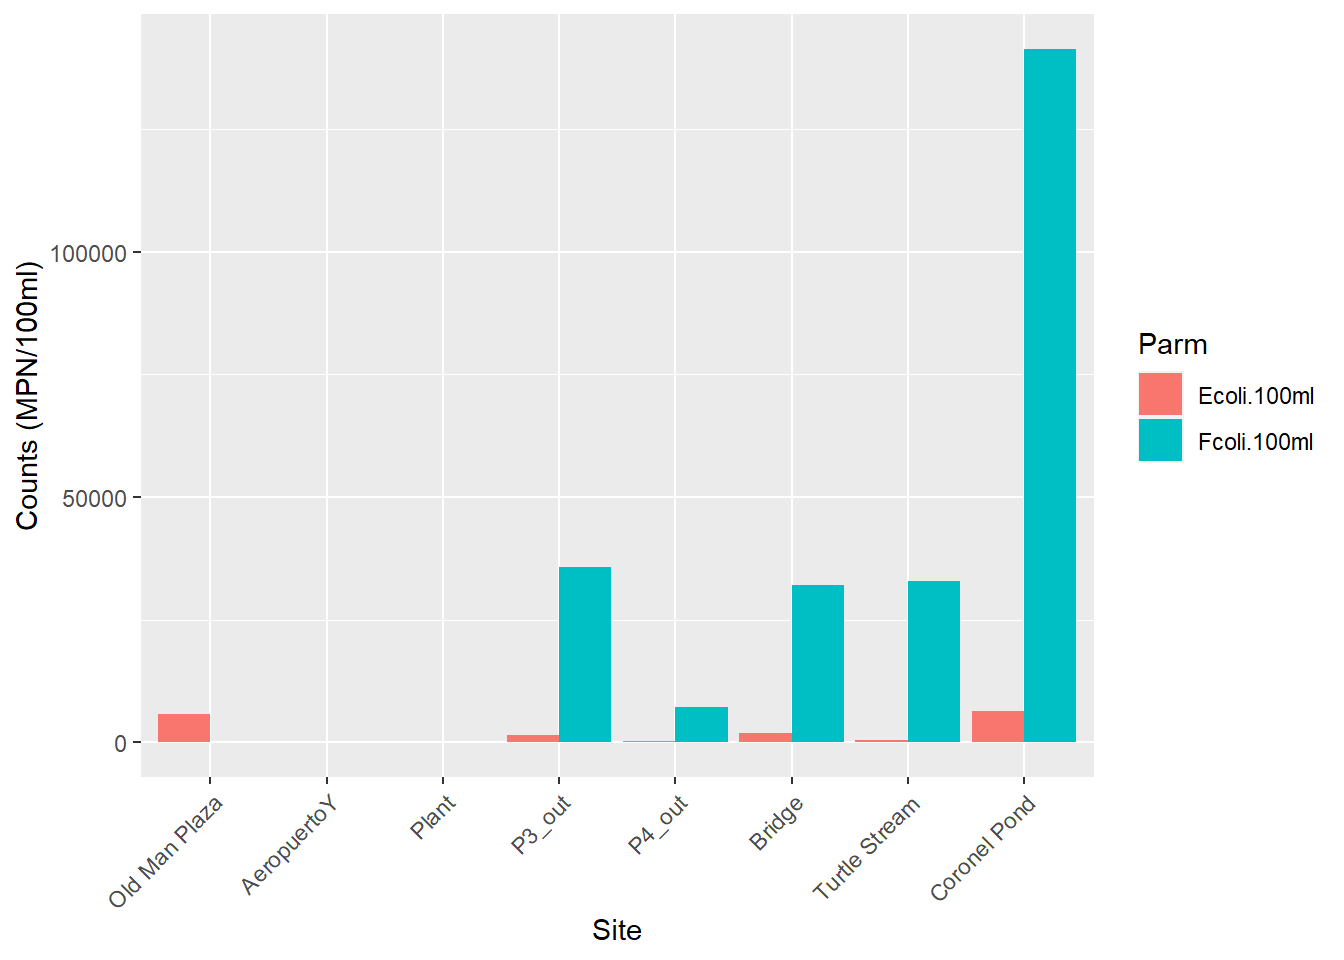 100000
50000
0
Counts (MPN/100ml)
Old Man Plaza
AeropuertoY
Plant
P3_out
P4_out
Bridge
Turtle Stream
Coronel Pond
Site
Parm
Ecoli.100ml
Fcoli.100ml